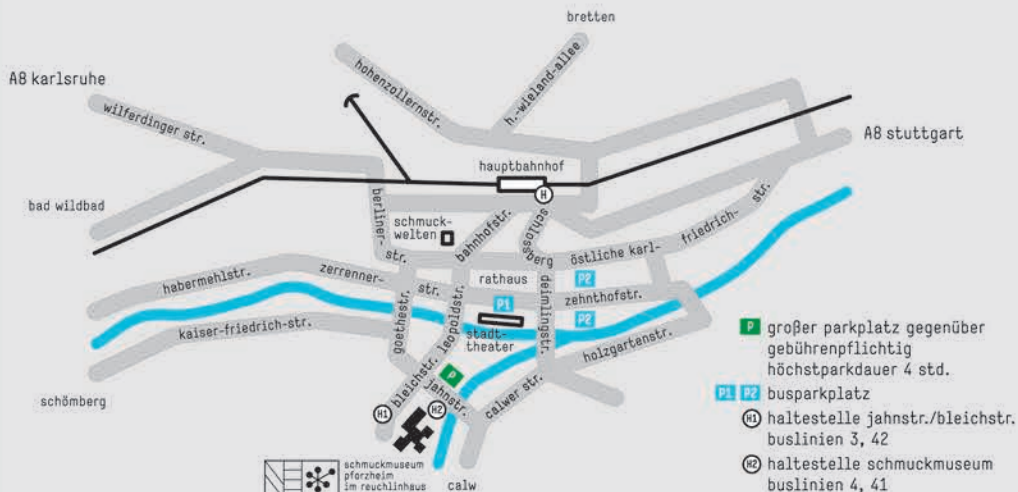 bretten
A8 karlsruhe
hohenzollernstr.
h.-wieland-allee
wilferdinger str.
A8 stuttgart
hauptbahnhof
H
bad wildbad
berliner-
str.
schmuck-
welten
bahnhofstr.
schloss-
berg
östliche karl-
friedrich-
str.
habermehlstr.
zerrenner-
str.
rathaus
P2
P1
zehnthofstr.
deimlingstr.
P2
kaiser-friedrich-str.
goethestr.
leopoldstr.
stadt-
theater
holzgartenstr.
P
bleichstr.
jahnstr.
calwer str.
schömberg
H1
H2
schmuckmuseum
pforzheim
im reuchlinhaus
calw
P großer parkplatz gegenüber
gebührenpflichtig
höchstparkdauer 4 std.
P1 P2 busparkplatz
H1 haltestelle jahnstr./bleichstr.
buslinien 3, 42
H2 haltestelle schmuckmuseum
buslinien 4, 41